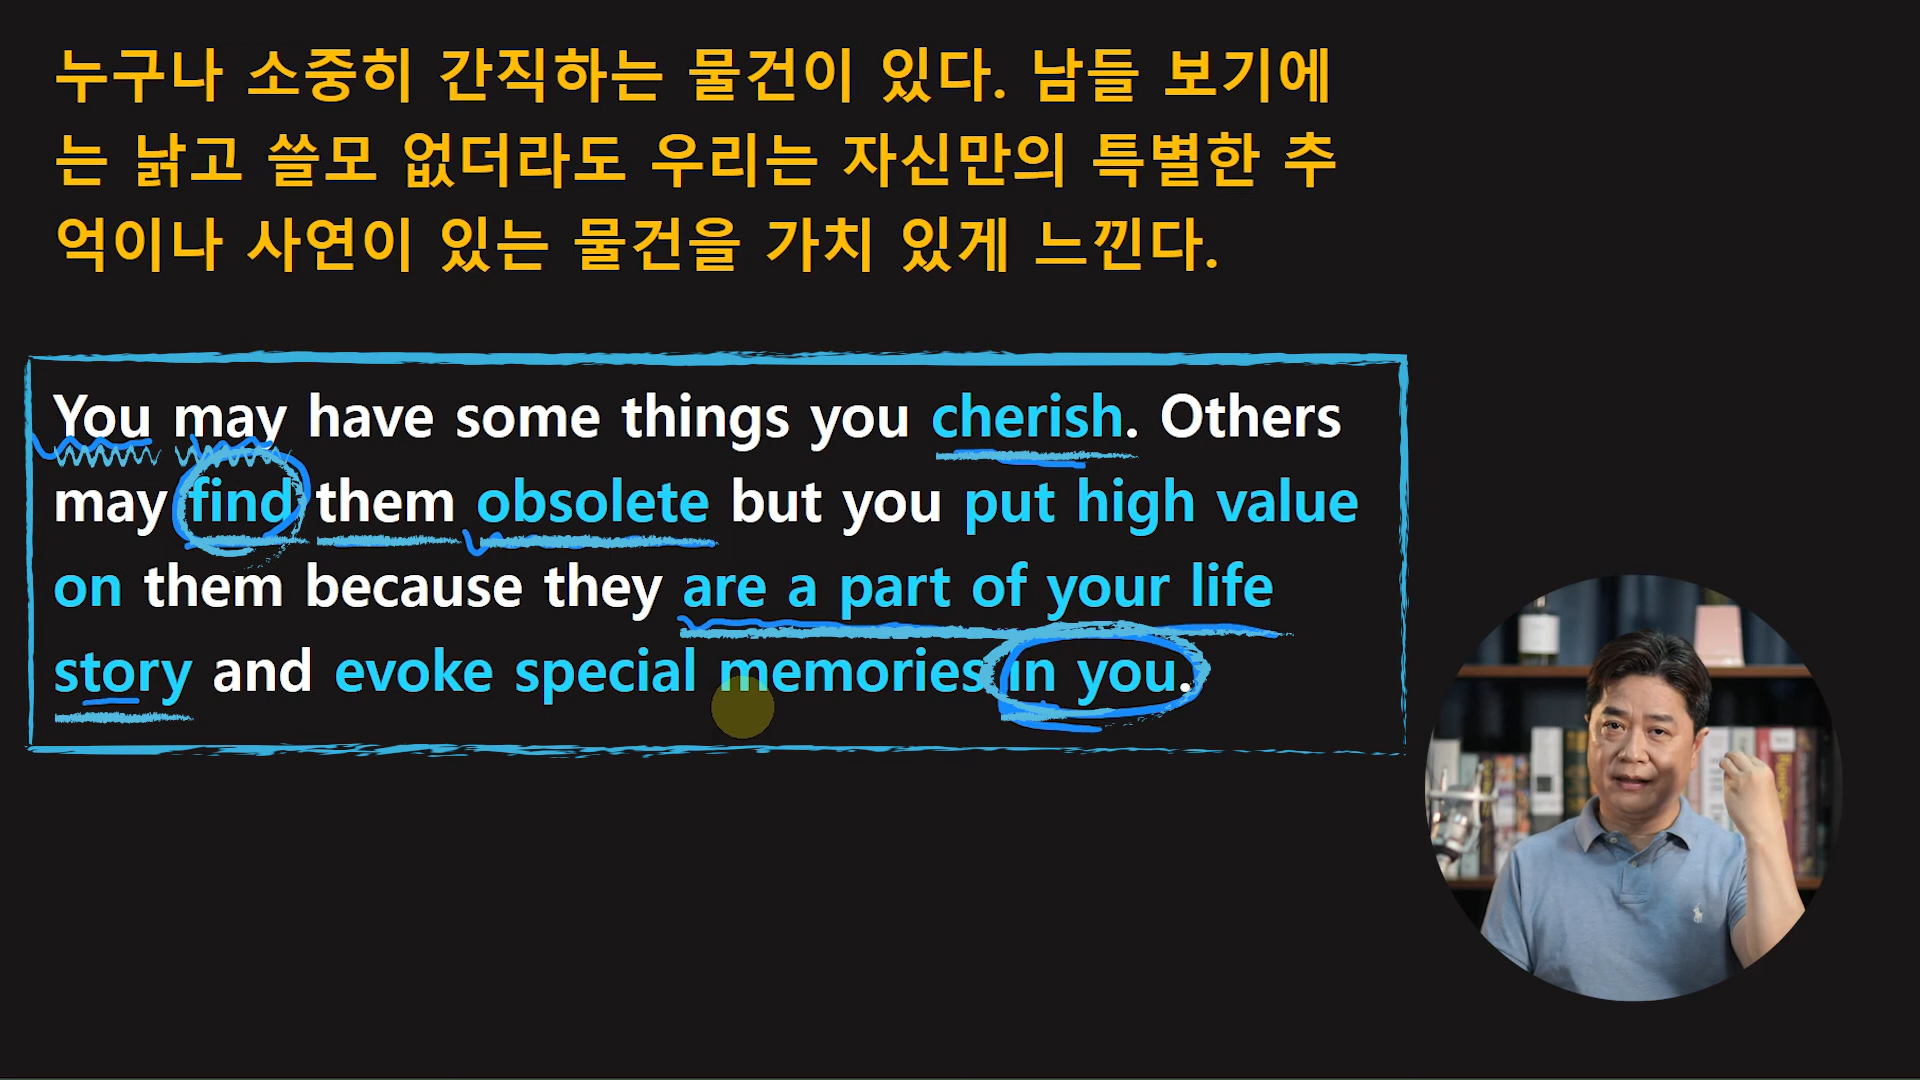 누구나 소중히 간직하는 물건이 있다. 남들 보기에
는 낡고 쓸모 없더라도 우리는 자신만의 특별한 추
억이나 사연이 있는 물건을 가치 있게 느낀다.
You may have some things you cherish. Others
may find them obsolete but you put high value
on them because they are a part of your life
story and evoke special memories in you.